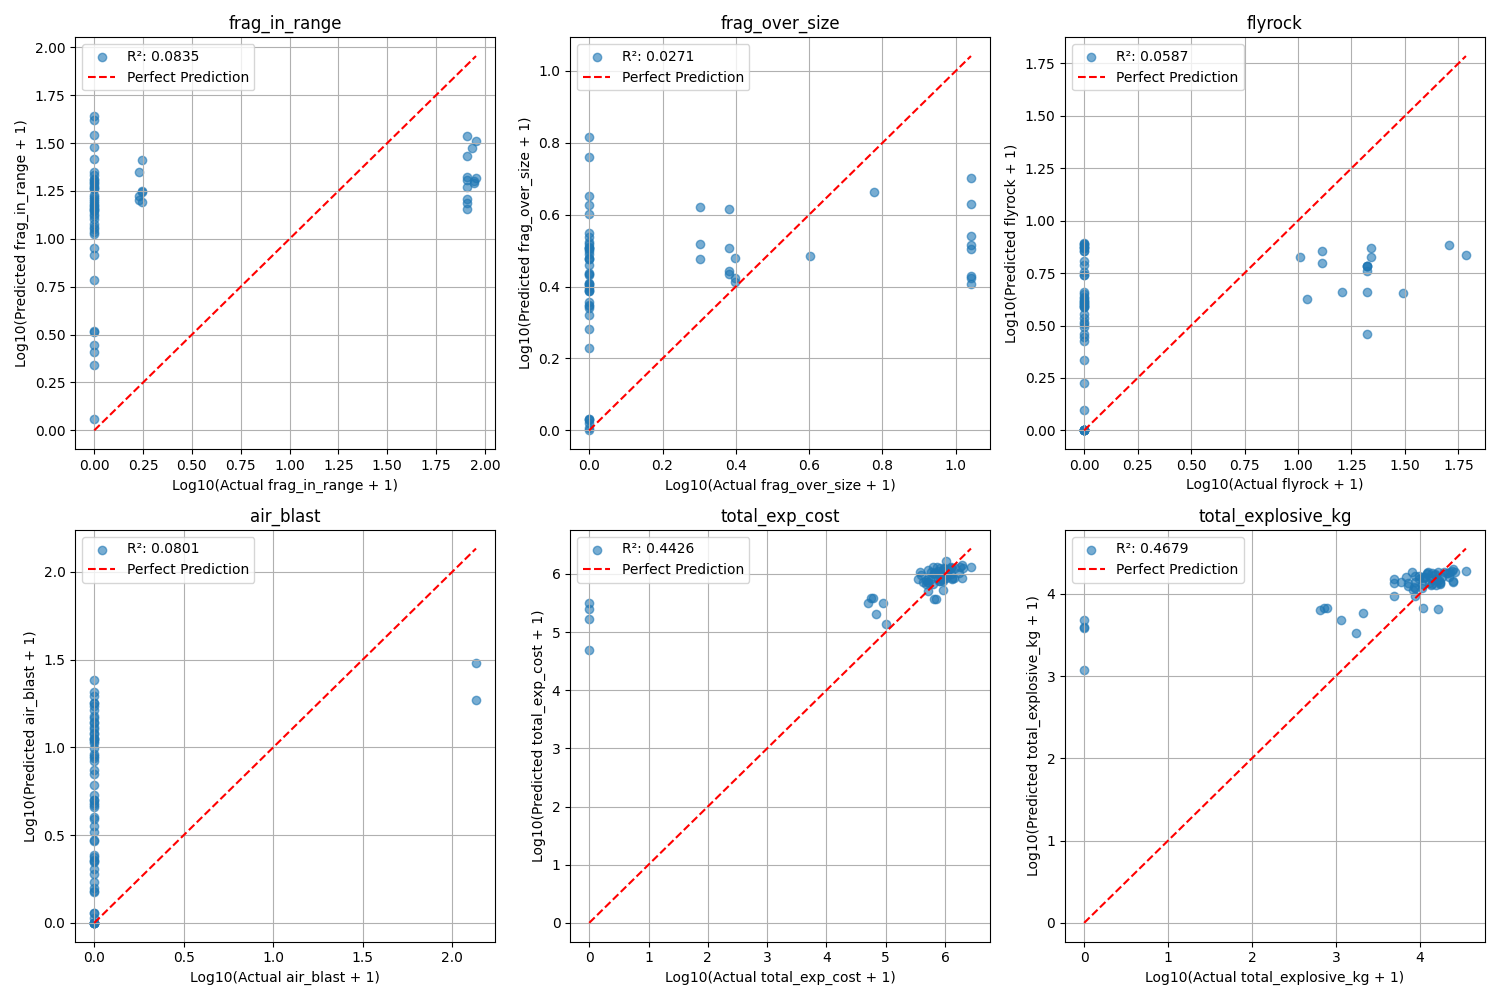 frag_in_range
R²: 0.0835
Perfect Prediction
Log10(Predicted frag_in_range + 1)
2.00
1.75
1.50
1.25
1.00
0.75
0.50
0.25
0.00
0.00 0.25 0.50 0.75 1.00 1.25 1.50 1.75 2.00
Log10(Actual frag_in_range + 1)
frag_over_size
R²: 0.0271
Perfect Prediction
Log10(Predicted frag_over_size + 1)
1.0
0.8
0.6
0.4
0.2
0.0
0.0 0.2 0.4 0.6 0.8 1.0
Log10(Actual frag_over_size + 1)
flyrock
R²: 0.0587
Perfect Prediction
Log10(Predicted flyrock + 1)
1.75
1.50
1.25
1.00
0.75
0.50
0.25
0.00
0.00 0.25 0.50 0.75 1.00 1.25 1.50 1.75
Log10(Actual flyrock + 1)
air_blast
R²: 0.0801
Perfect Prediction
Log10(Predicted air_blast + 1)
2.0
1.5
1.0
0.5
0.0
0.0 0.5 1.0 1.5 2.0
Log10(Actual air_blast + 1)
total_exp_cost
R²: 0.4426
Perfect Prediction
Log10(Predicted total_exp_cost + 1)
6
5
4
3
2
1
0
0 1 2 3 4 5 6
Log10(Actual total_exp_cost + 1)
total_explosive_kg
R²: 0.4679
Perfect Prediction
Log10(Predicted total_explosive_kg + 1)
4
3
2
1
0
0 1 2 3 4
Log10(Actual total_explosive_kg + 1)